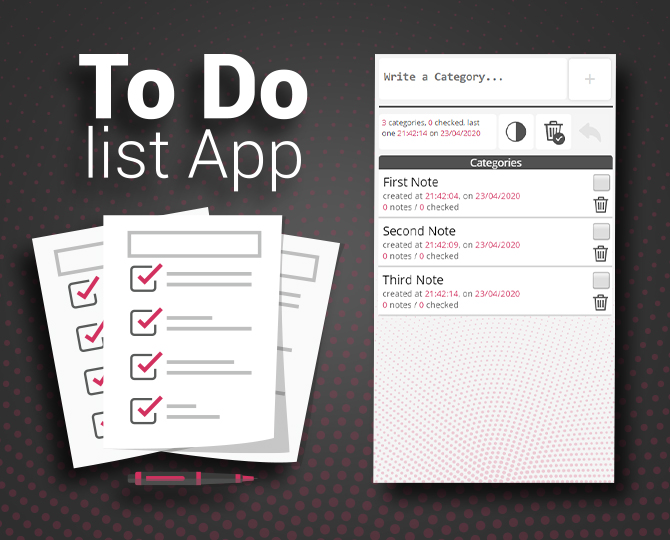 To Do
list App
Write a Category...
+
3 categories, 0 checked, last
one 21:42:14 on 23/04/2020
Categories
First Note
created at 21:42:04, on 23/04/2020
0 notes / 0 checked
Second Note
created at 21:42:09, on 23/04/2020
0 notes / 0 checked
Third Note
created at 21:42:14, on 23/04/2020
0 notes / 0 checked